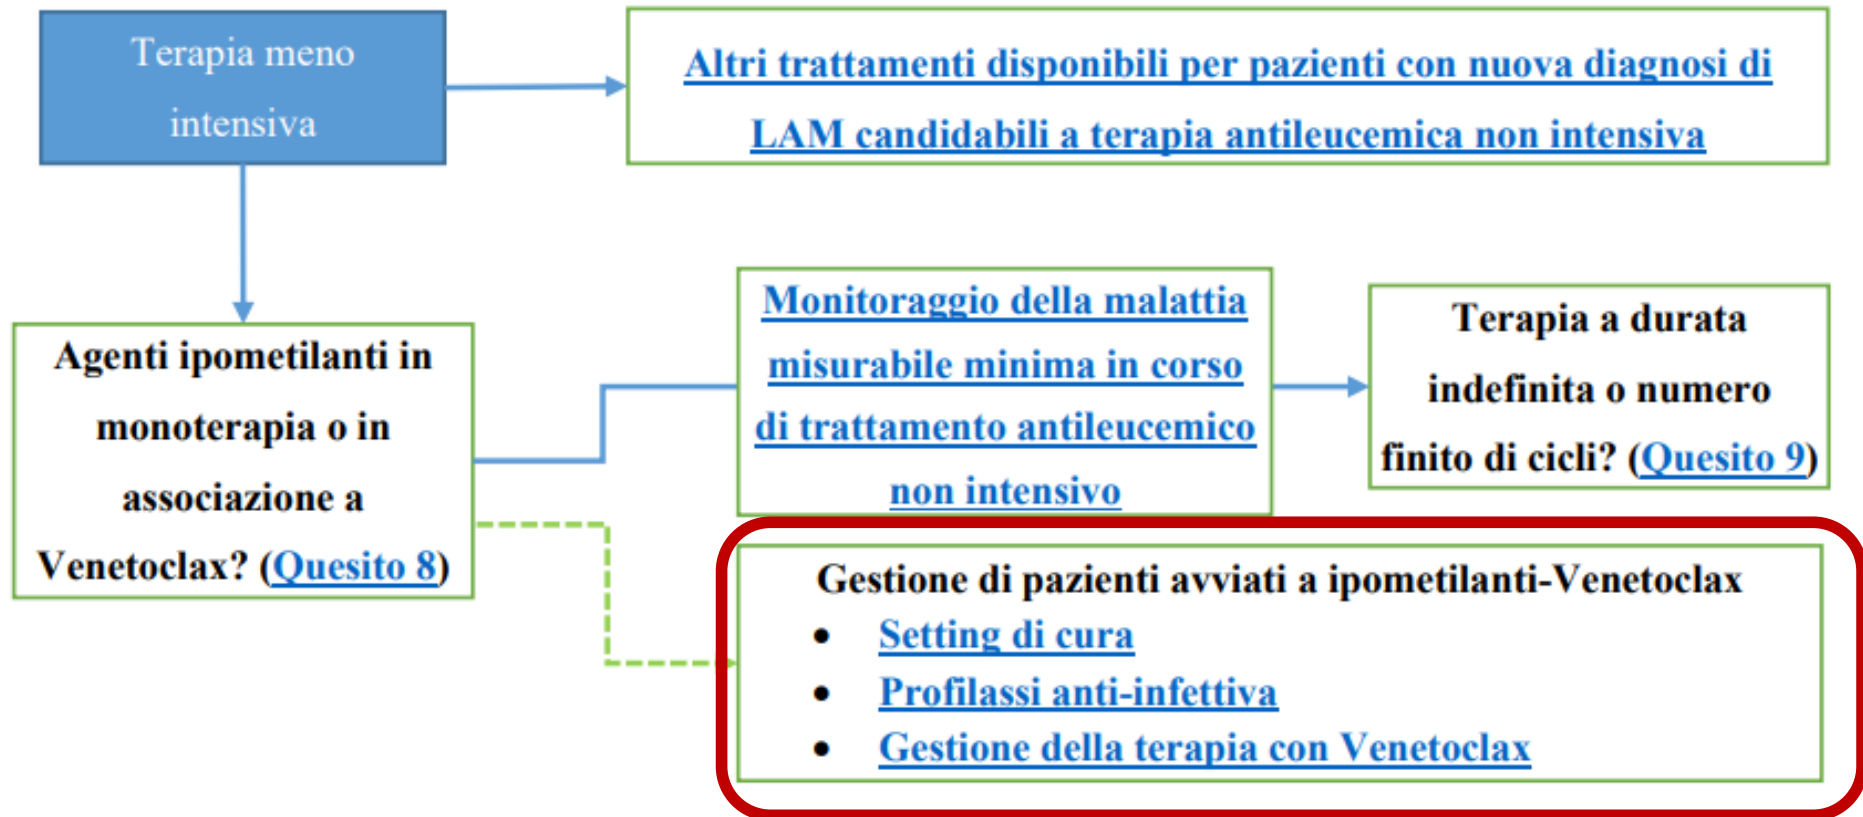 Terapia meno
intensiva
Altri trattamenti disponibili per pazienti con nuova diagnosi di
LAM candidabili a terapia antileucemica non intensiva
Agenti ipometilanti in
monoterapia o in
associazione a
Venetoclax? (Quesito 8)
Monitoraggio della malattia
misurabile minima in corso
di trattamento antileucemico
non intensivo
Terapia a durata
indefinita o numero
finito di cicli? (Quesito 9)
Gestione di pazienti avviati a ipometilanti-Venetoclax
• Setting di cura
• Profilassi anti-infettiva
• Gestione della terapia con Venetoclax